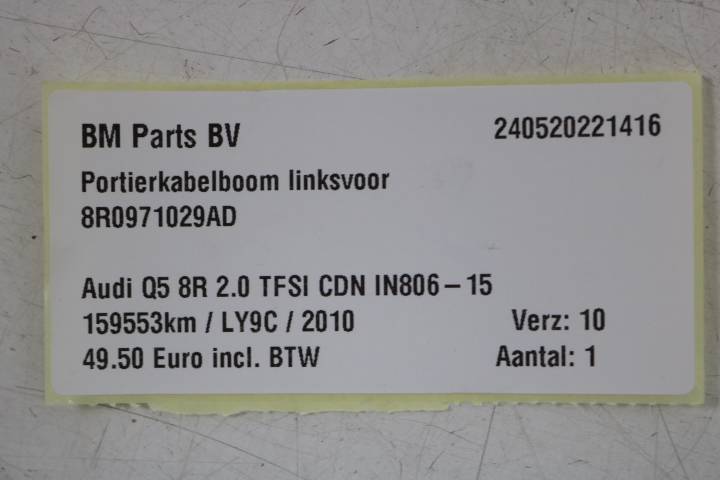 BM Parts BV 240520221416
Portierkabelboom linksvoor
8R0971029AD
Audi Q5 8R 2.0 TFSI CDN IN806-15
159553km / LY9C / 2010 Verz: 10
49.50 Euro incl. BTW Aantal: 1